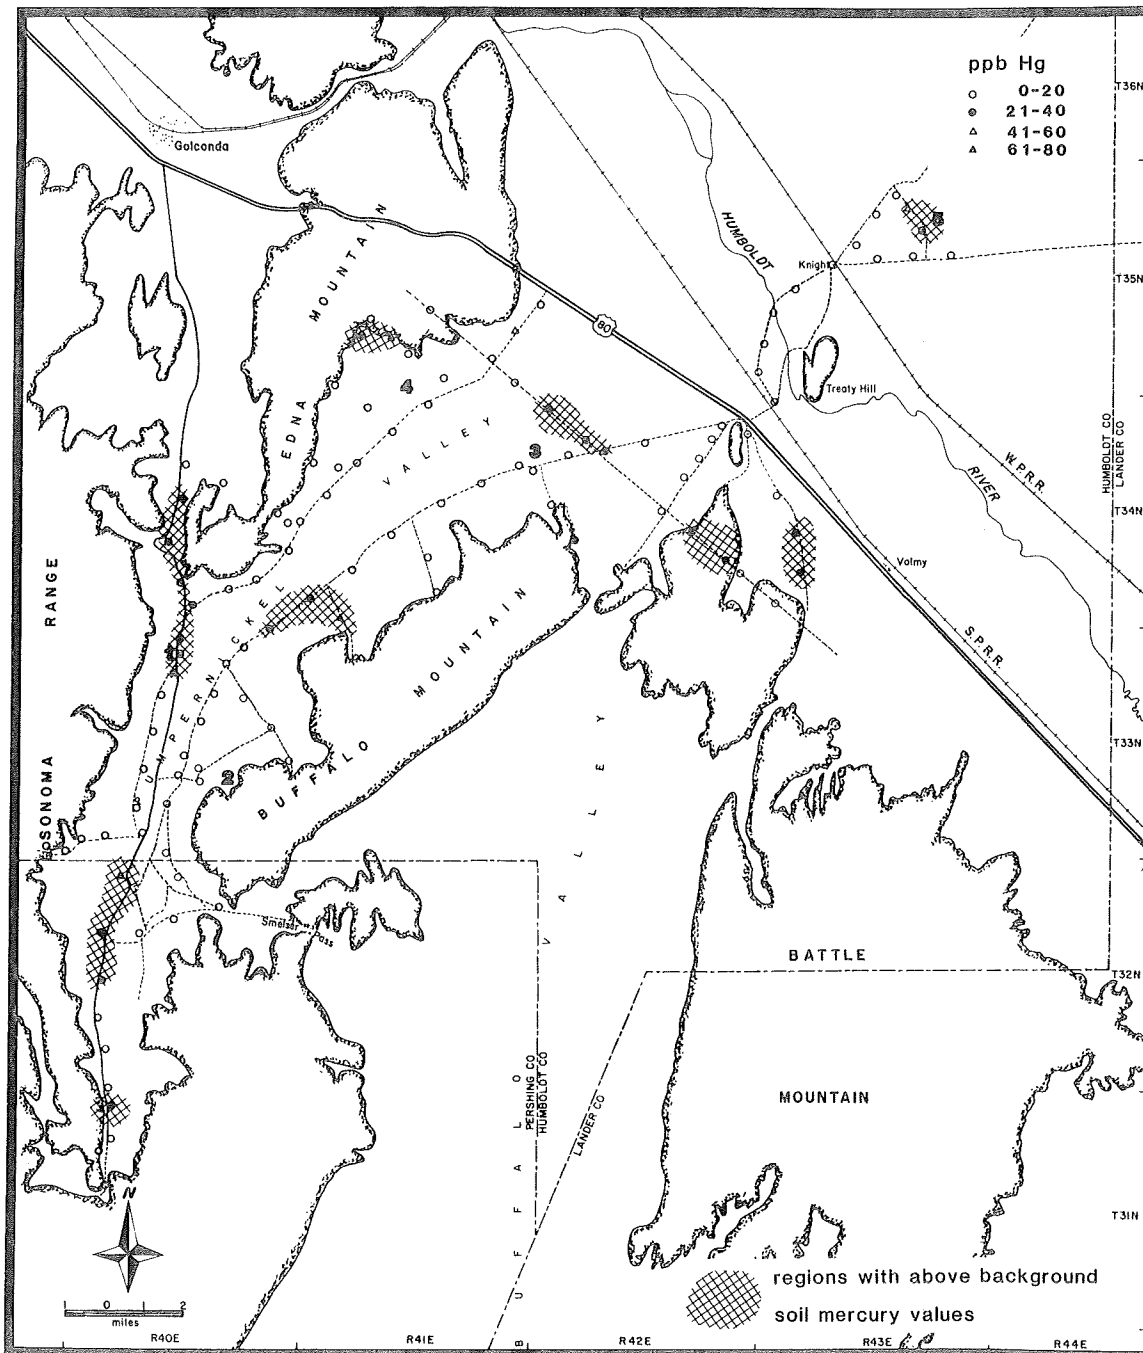 ppb Hg
0-20
21-40
41-60
61-80
T36N
Golconda
HUMBOLDT
Knight
T35N
EDNA MOUNTAIN
80
4
Treaty Hill
VALLEY
3
W.P.R.R.
HUMBOLDT CO
LANDER CO
RIVER
T34N
Valmy
SONOMA RANGE
PUMPERNICKEL
S.P.R.R.
BUFFALO MOUNTAIN
2
T33N
VALLEY
Smelser Pass
BATTLE
T32N
PERSHING CO
HUMBOLDT CO
LANDER CO
MOUNTAIN
BUFFALO
N
T31N
regions with above background
soil mercury values
0 2
miles
R40E
R41E
R42E
R43E
R44E